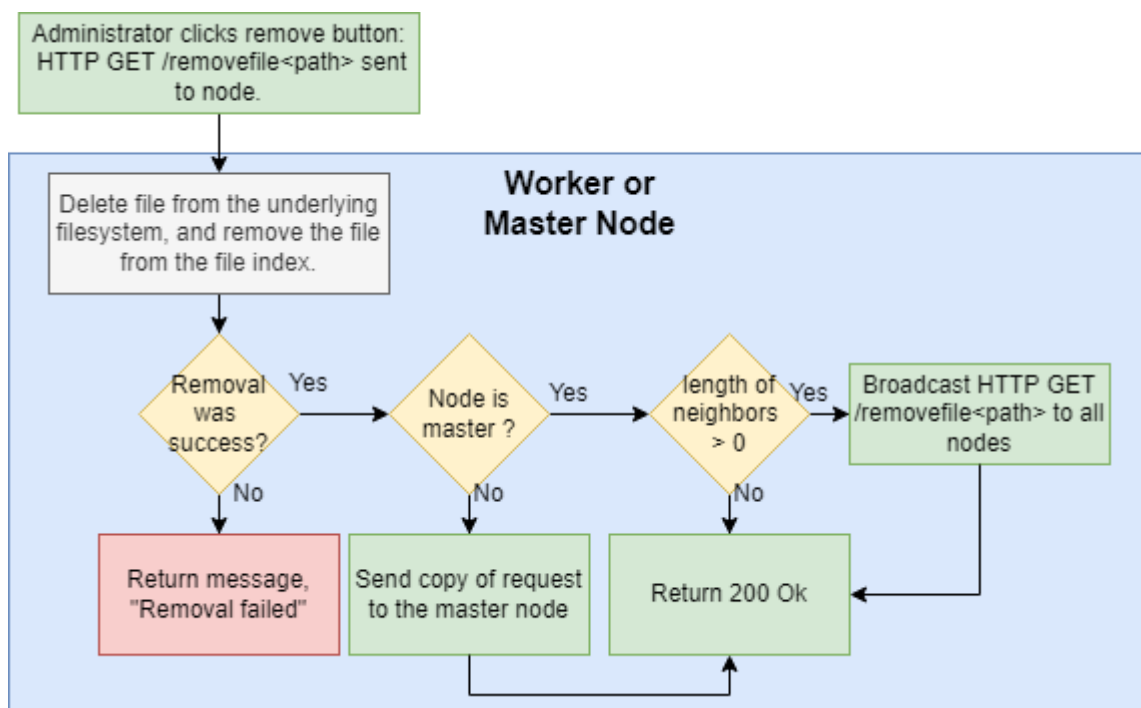 Administrator clicks remove button:
HTTP GET /removefile<path> sent
to node.
Worker or
Master Node
Delete file from the underlying
filesystem, and remove the file
from the file index.
Removal
was
success?
Yes
Node is
master ?
Yes
length of
neighbors
> 0
Yes
Broadcast HTTP GET
/removefile<path> to all
nodes
No
No
No
Return message,
"Removal failed"
Send copy of request
to the master node
Return 200 Ok